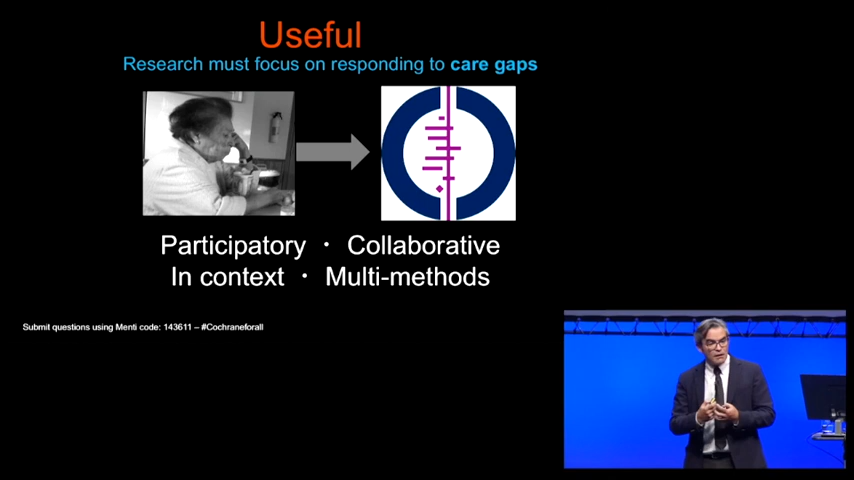 Useful
Research must focus on responding to care gaps
Participatory · Collaborative
In context · Multi-methods
Submit questions using Menti code: 143611 – #Cochraneforall